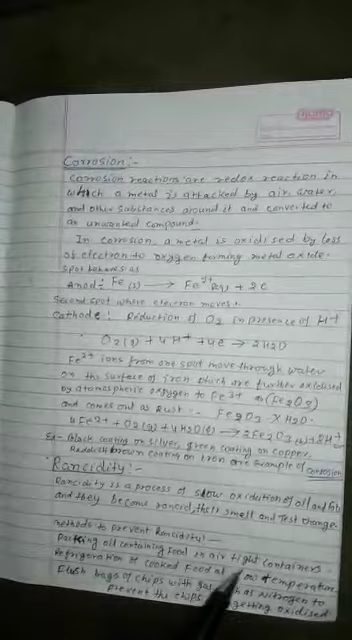 Corrosion:-
Corrosion reactions are redox reaction in
which a metal is attacked by air, water,
and other substances around it and converted to
an unwanted compound.
In corrosion a metal is oxidised by loss
of electron to oxygen forming metal oxide.
Spot behaves as
Anod: Fe(s) → Fe²⁺(aq) + 2e
Second spot where electron moves.
Cathode: Reduction of O₂ in presence of H⁺
O₂(g) + 4H⁺ + 4e → 2H₂O
Fe²⁺ ions from one spot move through water
on the surface of iron which are further oxidised
by atmospheric oxygen to Fe³⁺ (Fe₂O₃)
and comes out as Rust:- Fe₂O₃ XH₂O.
4Fe²⁺ + O₂(g) + 4H₂O(l) → 2Fe₂O₃(s) + 8H⁺
Ex- Black coating on silver, green coating on copper,
Reddish brown coating on Iron are Example of corrosion
Rancidity:-
Rancidity is a process of slow oxidation of oil and
and they become rancid, their smell and Test change
methods to prevent Rancidity:-
Packing oil containing food in air tight containers.
Refrigeration of cooked Food at temperature
Flush bags of chips with gas Nitrogen to
prevent the chips getting oxidised